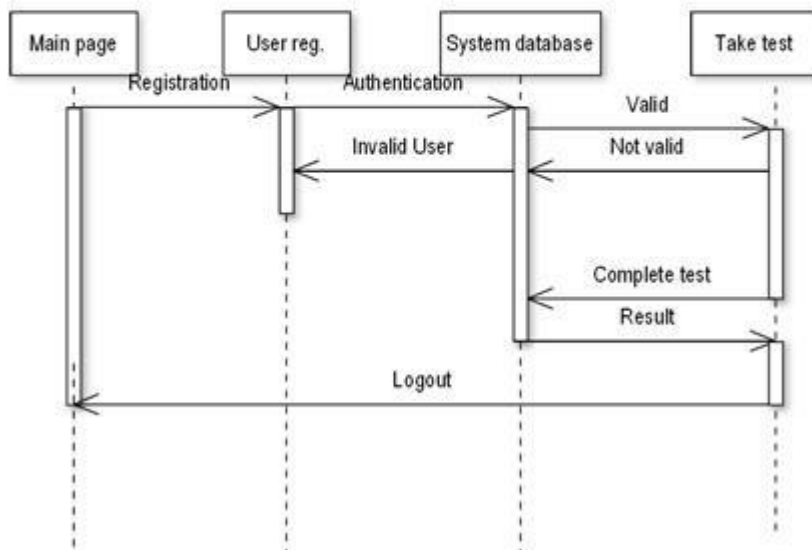 Main page
User reg.
System database
Take test
Registration
Authentication
Valid
Invalid User
Not valid
Complete test
Result
Logout